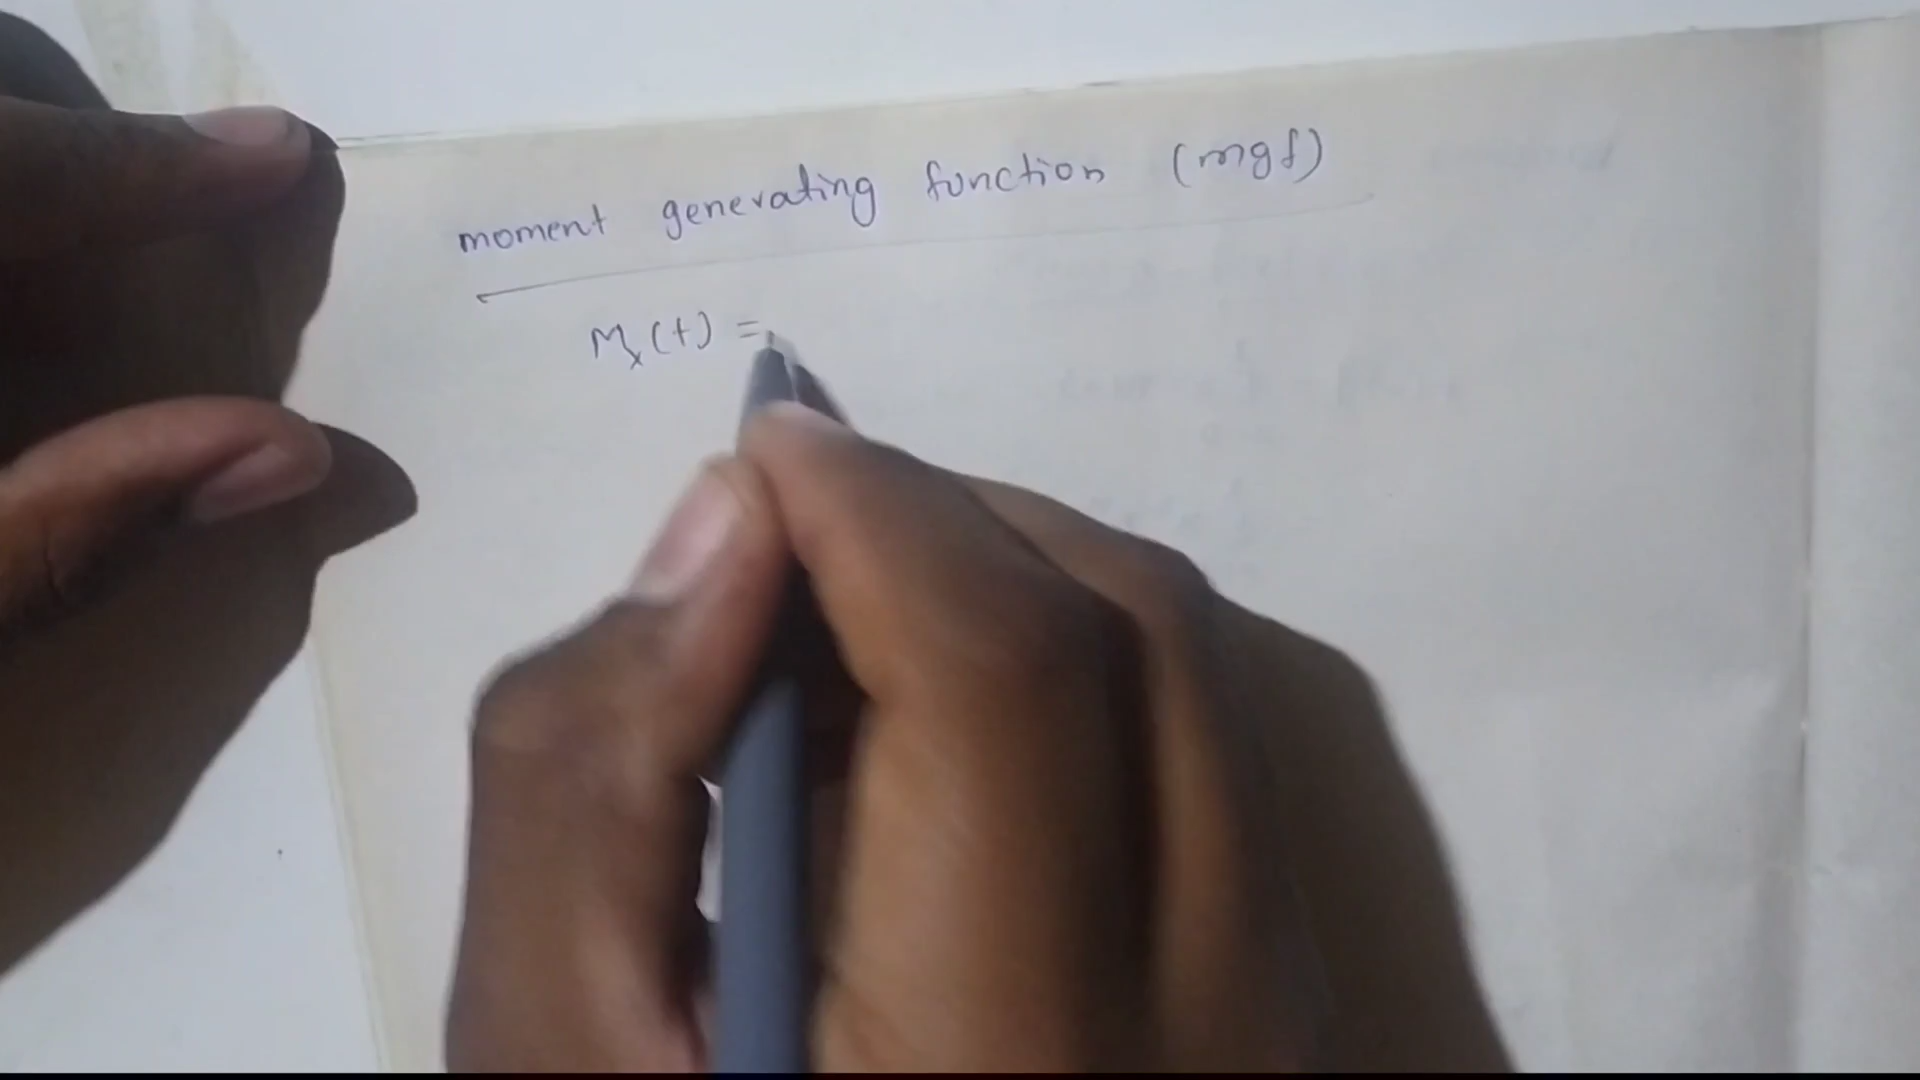 moment generating function (mgf)
Mx(t) =